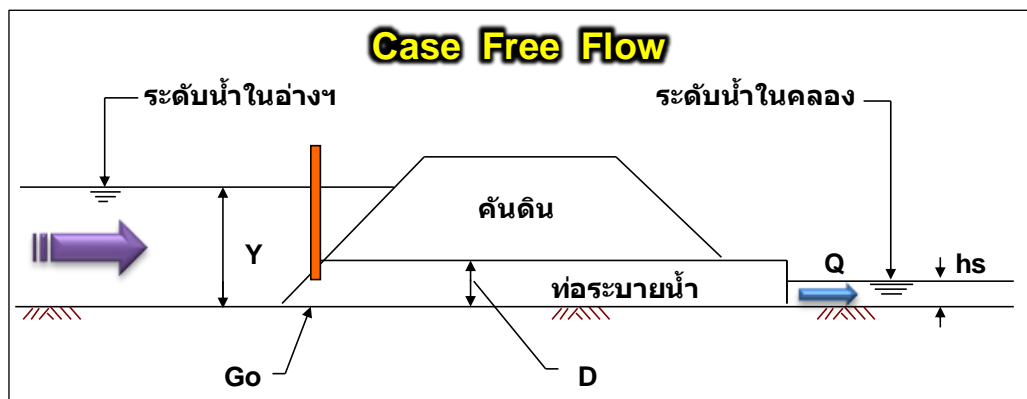 Case Free Flow
ระดับน้ำในอ่างฯ
ระดับน้ำในคลอง
คันดิน
Y
Q
hs
ท่อระบายน้ำ
Go
D